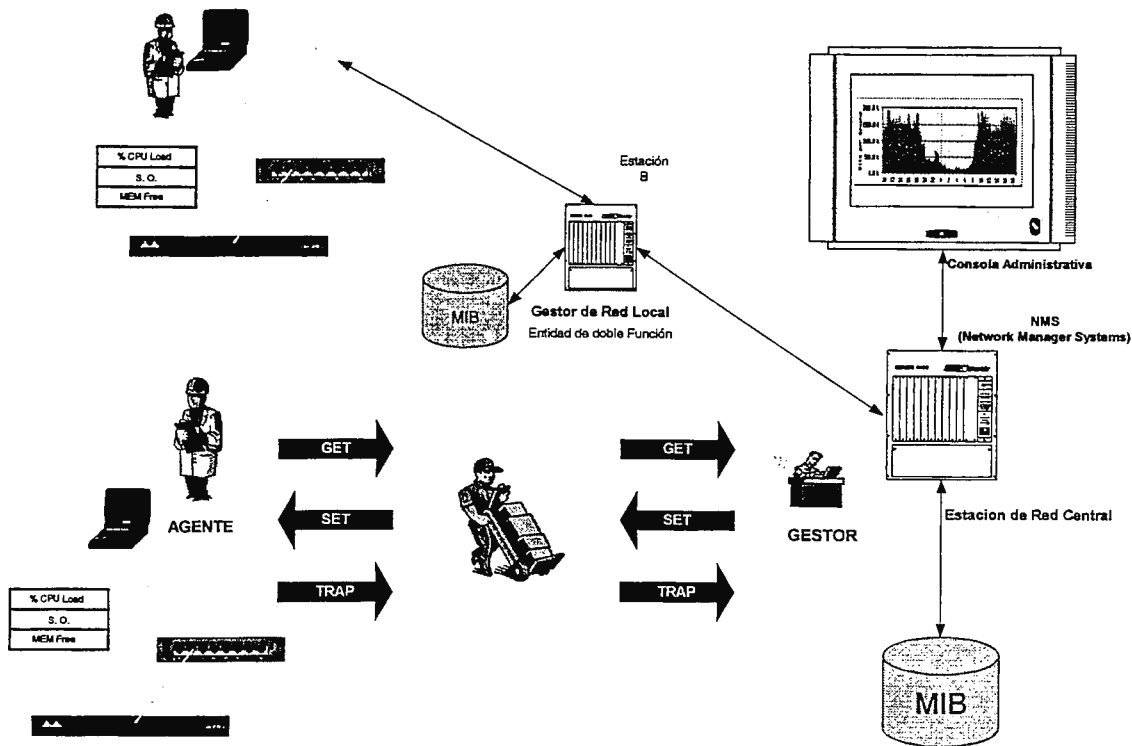 % CPU Load
S. O.
MEM Free
Estación
B
MIB
Gestor de Red Local
Entidad de doble Función
Consola Administrativa
NMS
(Network Manager Systems)
GET
GET
AGENTE
SET
SET
GESTOR
Estacion de Red Central
TRAP
TRAP
% CPU Load
S. O.
MEM Free
MIB